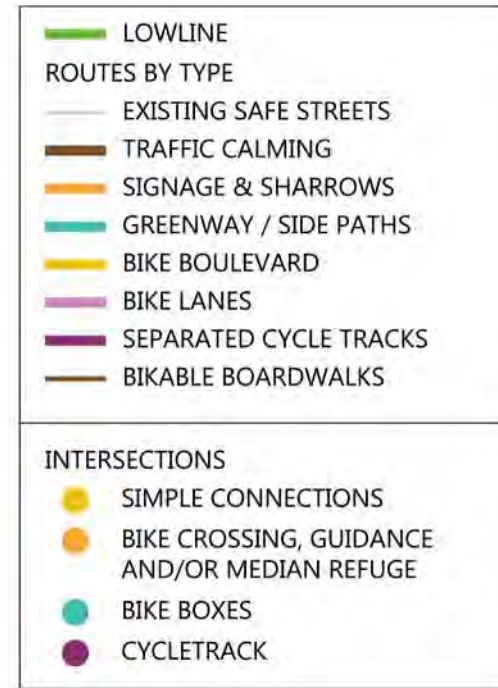 LOWLINE
ROUTES BY TYPE
EXISTING SAFE STREETS
TRAFFIC CALMING
SIGNAGE & SHARROWS
GREENWAY / SIDE PATHS
BIKE BOULEVARD
BIKE LANES
SEPARATED CYCLE TRACKS
BIKABLE BOARDWALKS
INTERSECTIONS
SIMPLE CONNECTIONS
BIKE CROSSING, GUIDANCE
AND/OR MEDIAN REFUGE
BIKE BOXES
CYCLETRACK